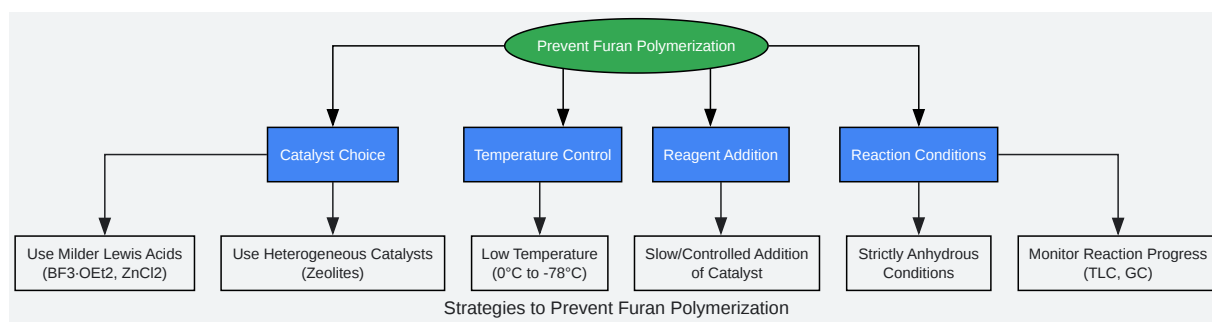 Prevent Furan Polymerization
Catalyst Choice
Temperature Control
Reagent Addition
Reaction Conditions
Use Milder Lewis Acids
(BF3·OEt2, ZnCl2)
Use Heterogeneous Catalysts
(Zeolites)
Low Temperature
(0°C to -78°C)
Slow/Controlled Addition
of Catalyst
Strictly Anhydrous
Conditions
Monitor Reaction Progress
(TLC, GC)
Strategies to Prevent Furan Polymerization